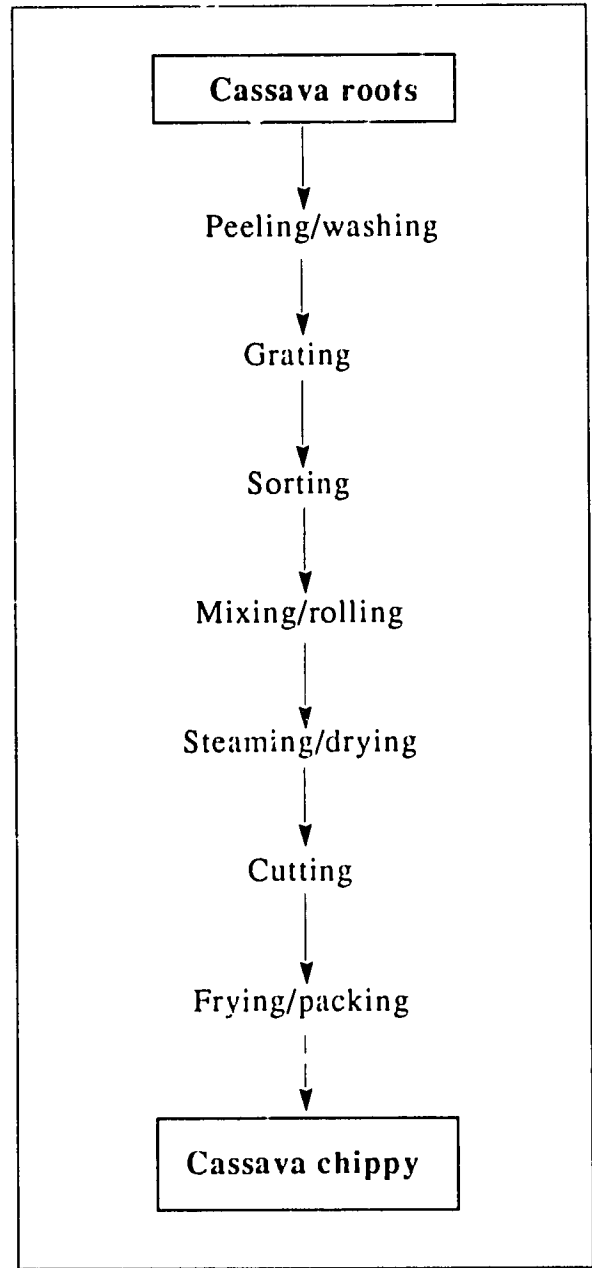 Cassava roots
Peeling/washing
Grating
Sorting
Mixing/rolling
Steaming/drying
Cutting
Frying/packing
Cassava chippy